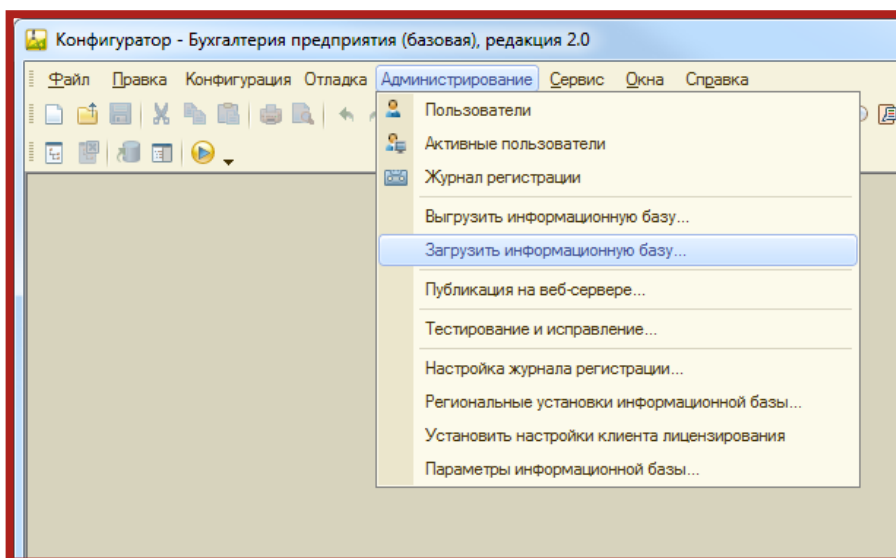 Конфигуратор - Бухгалтерия предприятия (базовая), редакция 2.0
Файл Правка Конфигурация Отладка Администрирование Сервис Окна Справка
Пользователи
Активные пользователи
Журнал регистрации
Выгрузить информационную базу...
Загрузить информационную базу...
Публикация на веб-сервере...
Тестирование и исправление...
Настройка журнала регистрации...
Региональные установки информационной базы...
Установить настройки клиента лицензирования
Параметры информационной базы...